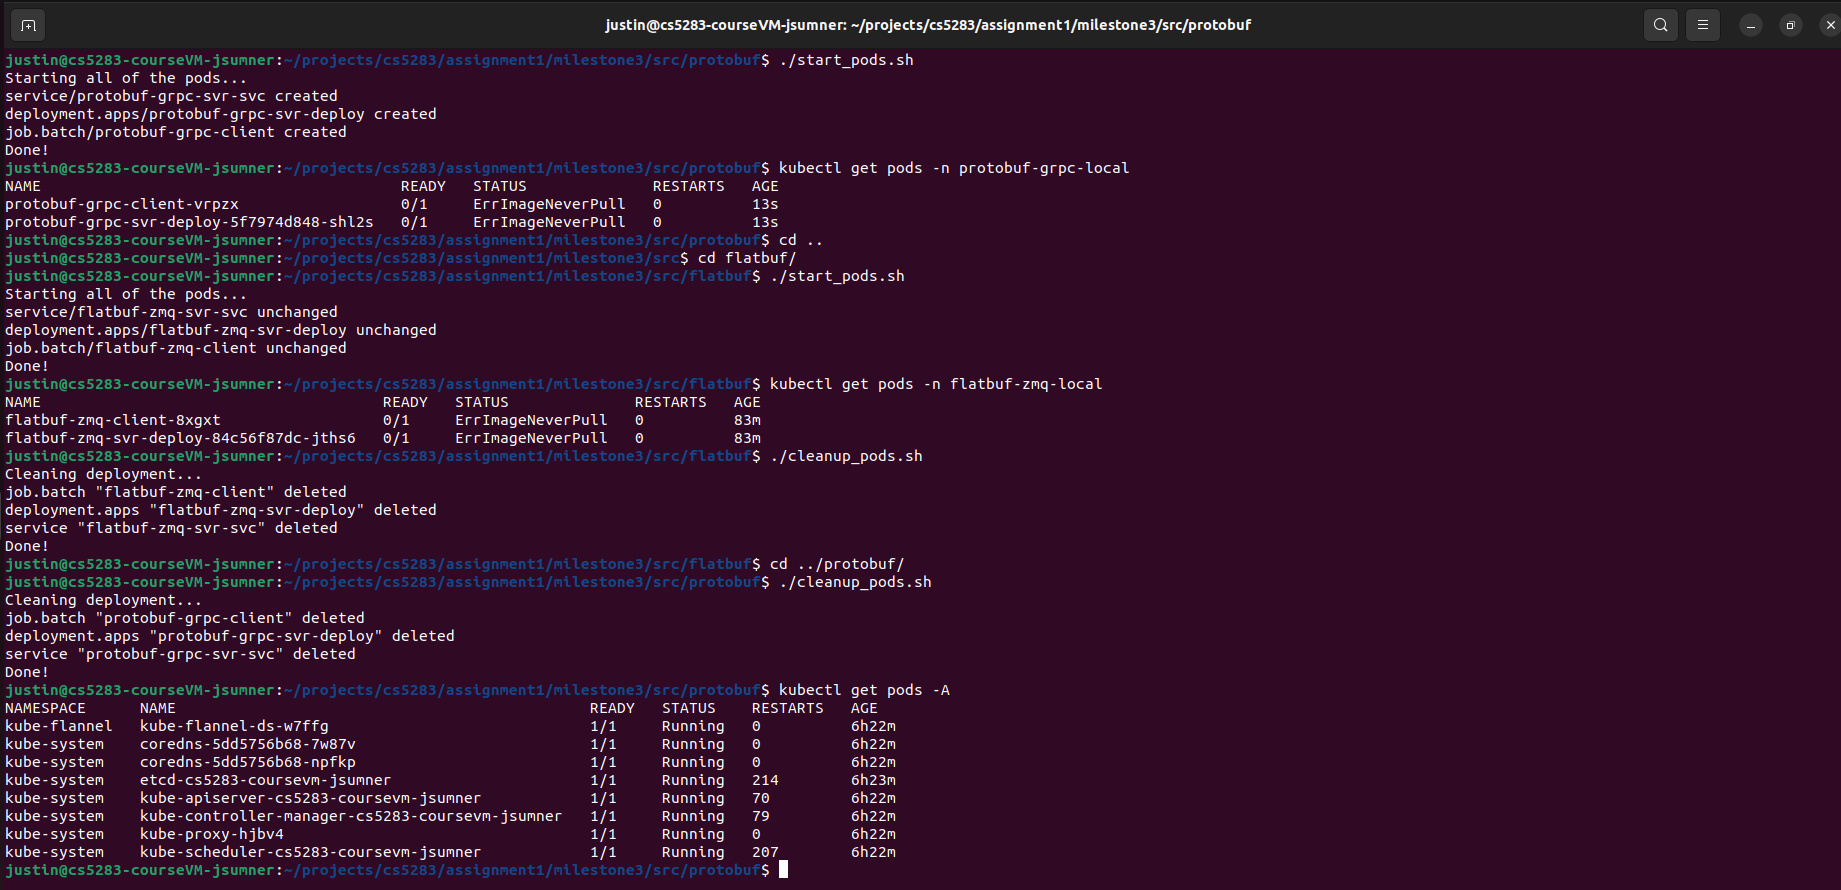 justin@cs5283-courseVM-jsumner: ~/projects/cs5283/assignment1/milestone3/src/protobuf
justin@cs5283-courseVM-jsumner:~/projects/cs5283/assignment1/milestone3/src/protobuf$ ./start_pods.sh
Starting all of the pods...
service/protobuf-grpc-svr-svc created
deployment.apps/protobuf-grpc-svr-deploy created
job.batch/protobuf-grpc-client created
Done!
justin@cs5283-courseVM-jsumner:~/projects/cs5283/assignment1/milestone3/src/protobuf$ kubectl get pods -n protobuf-grpc-local
NAME                                        READY   STATUS              RESTARTS   AGE
protobuf-grpc-client-vrpzx                  0/1     ErrImageNeverPull   0          13s
protobuf-grpc-svr-deploy-5f7974d848-shl2s   0/1     ErrImageNeverPull   0          13s
justin@cs5283-courseVM-jsumner:~/projects/cs5283/assignment1/milestone3/src/protobuf$ cd ..
justin@cs5283-courseVM-jsumner:~/projects/cs5283/assignment1/milestone3/src$ cd flatbuf/
justin@cs5283-courseVM-jsumner:~/projects/cs5283/assignment1/milestone3/src/flatbuf$ ./start_pods.sh
Starting all of the pods...
service/flatbuf-zmq-svr-svc unchanged
deployment.apps/flatbuf-zmq-svr-deploy unchanged
job.batch/flatbuf-zmq-client unchanged
Done!
justin@cs5283-courseVM-jsumner:~/projects/cs5283/assignment1/milestone3/src/flatbuf$ kubectl get pods -n flatbuf-zmq-local
NAME                                      READY   STATUS              RESTARTS   AGE
flatbuf-zmq-client-8xgxt                  0/1     ErrImageNeverPull   0          83m
flatbuf-zmq-svr-deploy-84c56f87dc-jths6   0/1     ErrImageNeverPull   0          83m
justin@cs5283-courseVM-jsumner:~/projects/cs5283/assignment1/milestone3/src/flatbuf$ ./cleanup_pods.sh
Cleaning deployment...
job.batch "flatbuf-zmq-client" deleted
deployment.apps "flatbuf-zmq-svr-deploy" deleted
service "flatbuf-zmq-svr-svc" deleted
Done!
justin@cs5283-courseVM-jsumner:~/projects/cs5283/assignment1/milestone3/src/flatbuf$ cd ../protobuf/
justin@cs5283-courseVM-jsumner:~/projects/cs5283/assignment1/milestone3/src/protobuf$ ./cleanup_pods.sh
Cleaning deployment...
job.batch "protobuf-grpc-client" deleted
deployment.apps "protobuf-grpc-svr-deploy" deleted
service "protobuf-grpc-svr-svc" deleted
Done!
justin@cs5283-courseVM-jsumner:~/projects/cs5283/assignment1/milestone3/src/protobuf$ kubectl get pods -A
NAMESPACE      NAME                                              READY   STATUS    RESTARTS   AGE
kube-flannel   kube-flannel-ds-w7ffg                             1/1     Running   0          6h22m
kube-system    coredns-5dd5756b68-7w87v                          1/1     Running   0          6h22m
kube-system    coredns-5dd5756b68-npfkp                          1/1     Running   0          6h22m
kube-system    etcd-cs5283-coursevm-jsumner                      1/1     Running   214        6h23m
kube-system    kube-apiserver-cs5283-coursevm-jsumner            1/1     Running   70         6h22m
kube-system    kube-controller-manager-cs5283-coursevm-jsumner   1/1     Running   79         6h22m
kube-system    kube-proxy-hjbv4                                  1/1     Running   0          6h22m
kube-system    kube-scheduler-cs5283-coursevm-jsumner            1/1     Running   207        6h22m
justin@cs5283-courseVM-jsumner:~/projects/cs5283/assignment1/milestone3/src/protobuf$